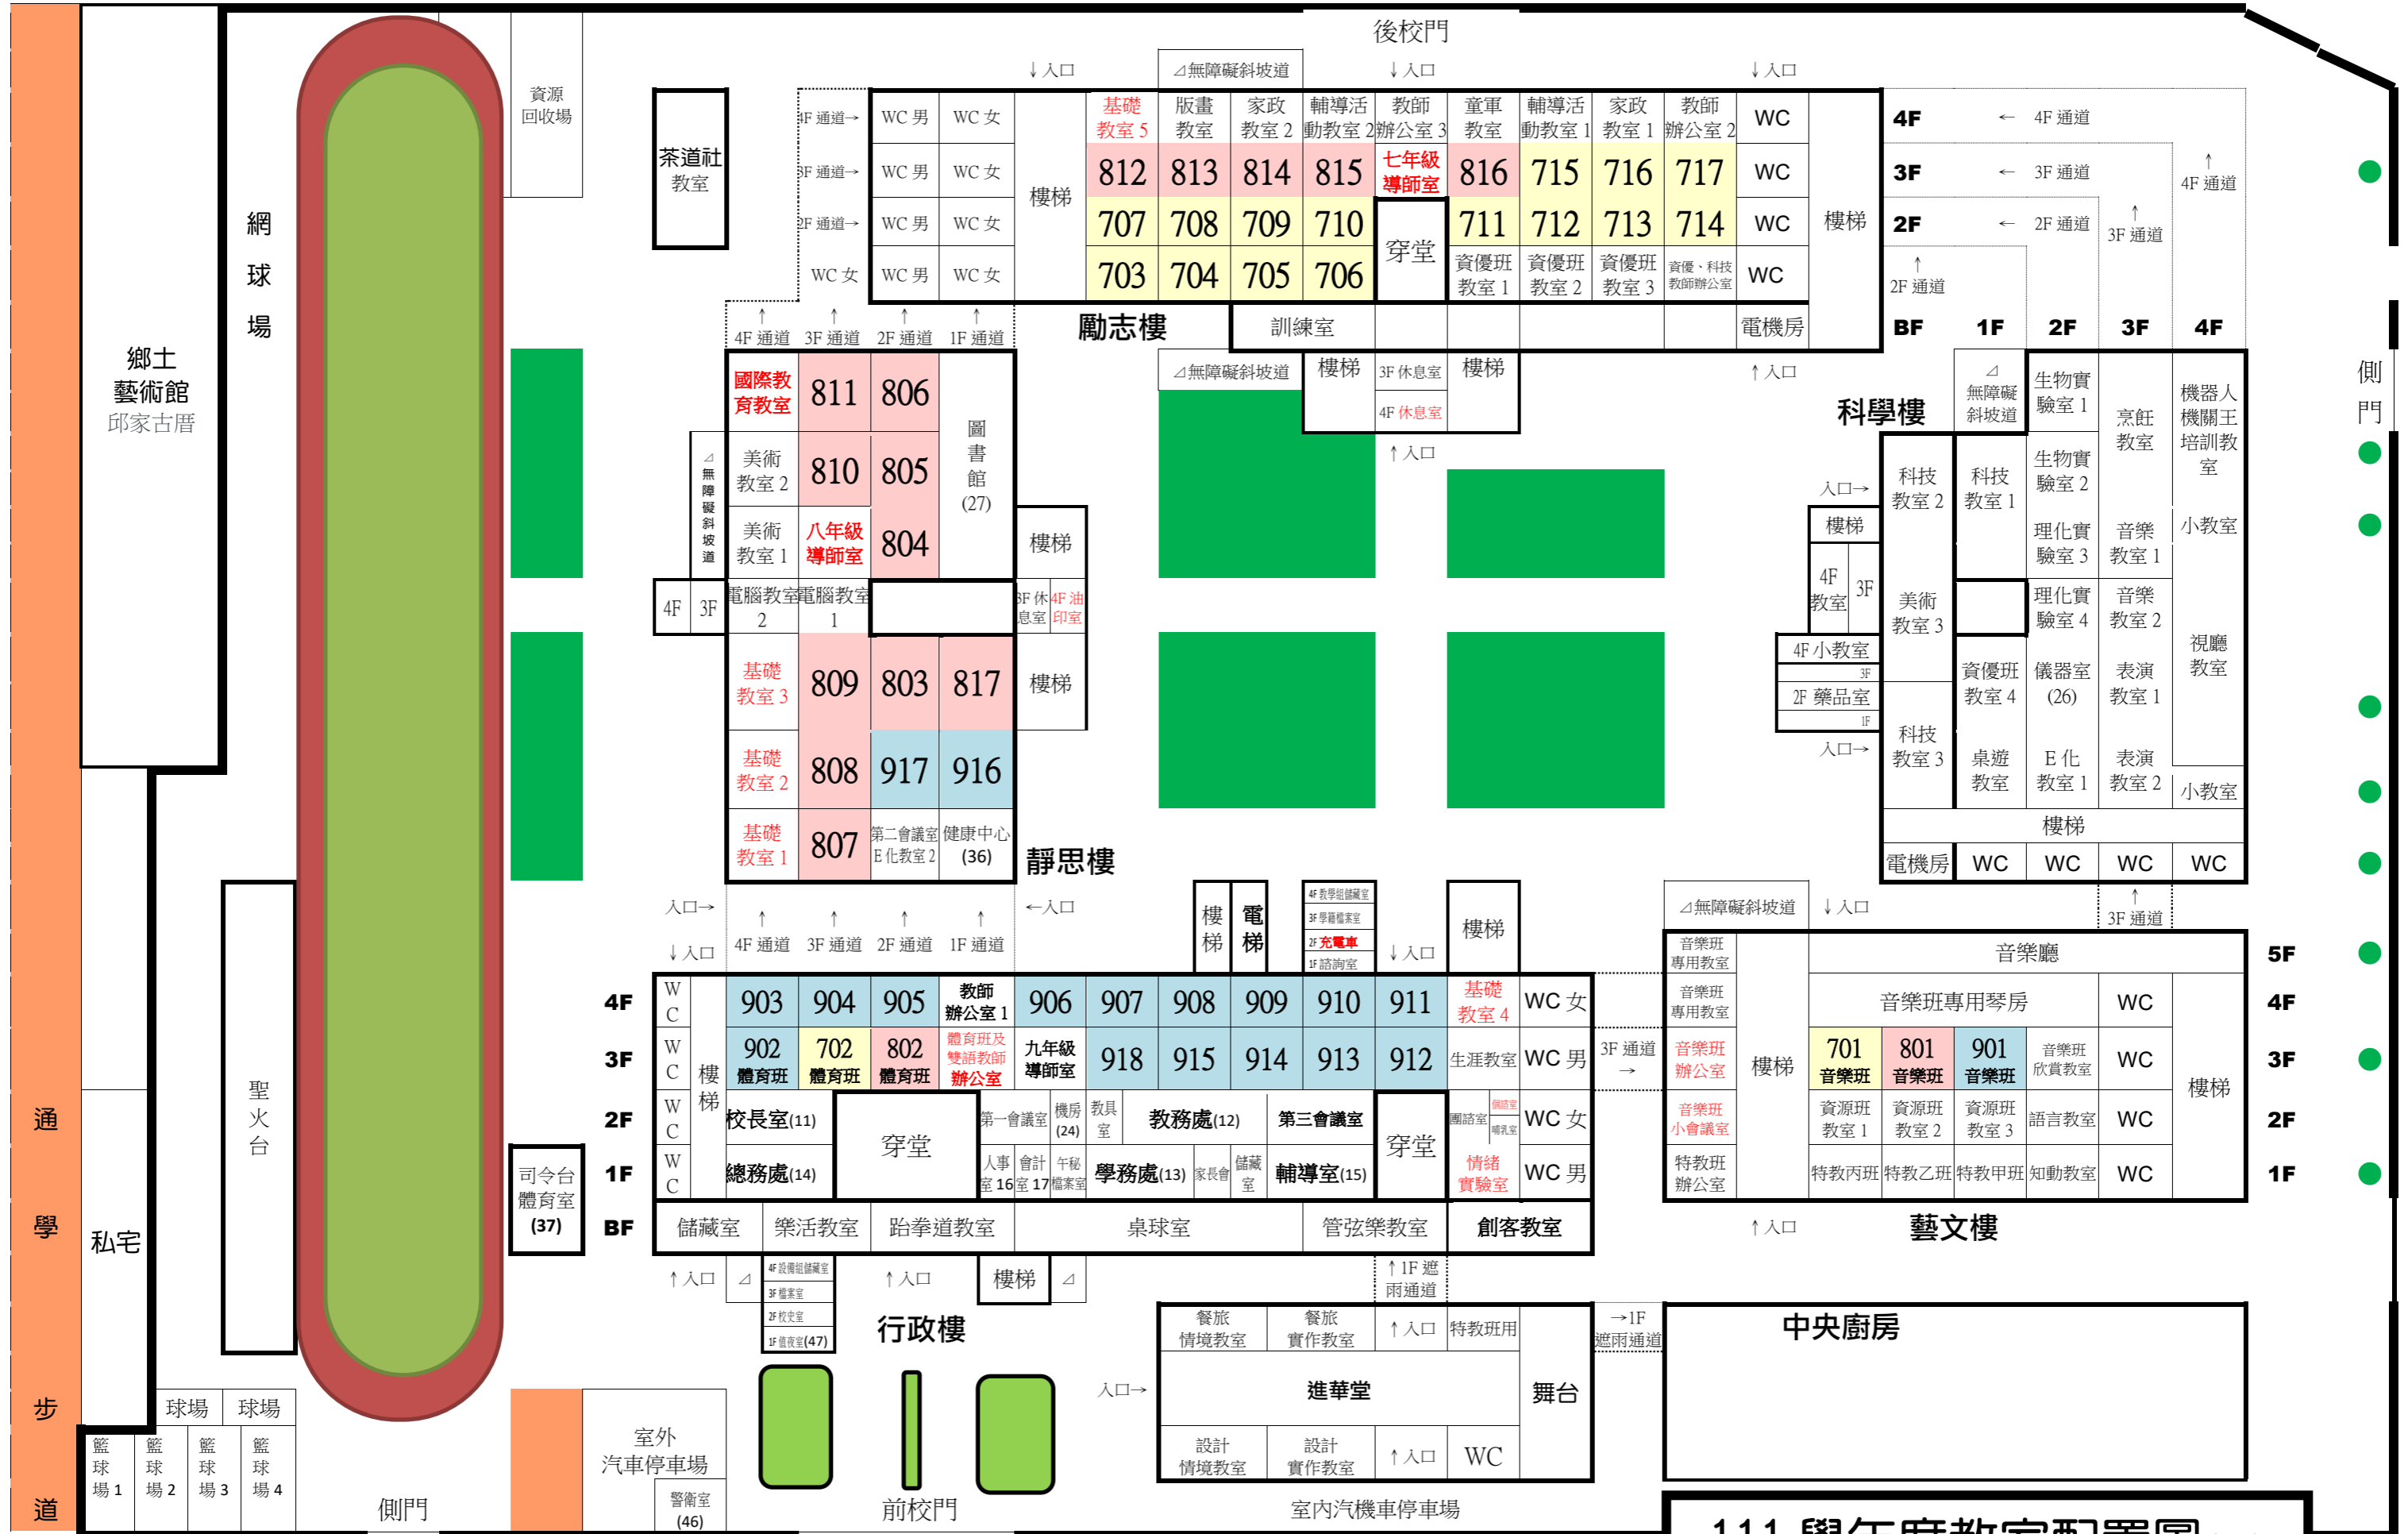 後校門
↓入口
⊿無障礙斜坡道
↓入口
↓入口
資源
回收場
茶道社
教室
4F 通道→
WC 男
WC 女
樓梯
基礎
教室 5
版畫
教室
家政
教室 2
輔導活
動教室 2
教師
辦公室 3
童軍
教室
輔導活
動教室 1
家政
教室 1
教師
辦公室 2
WC
樓梯
4F
← 4F 通道
3F 通道→
WC 男
WC 女
812
813
814
815
七年級
導師室
816
715
716
717
WC
3F
← 3F 通道
↑
4F 通道
2F 通道→
WC 男
WC 女
707
708
709
710
穿堂
711
712
713
714
WC
2F
← 2F 通道
↑
3F 通道
WC 女
WC 男
WC 女
703
704
705
706
資優班
教室 1
資優班
教室 2
資優班
教室 3
資優、科技
教師辦公室
WC
↑
2F 通道
勵志樓
訓練室
電機房
BF
1F
2F
3F
4F
網
球
場
鄉土
藝術館
邱家古厝
↑
4F 通道
↑
3F 通道
↑
2F 通道
↑
1F 通道
⊿無障礙斜坡道
樓梯
3F 休息室
4F 休息室
樓梯
↑入口
↑入口
國際教
育教室
811
806
圖
書
館
(27)
⊿
無
障
礙
斜
坡
道
美術
教室 2
810
805
美術
教室 1
八年級
導師室
804
樓梯
4F
3F
電腦教室
2
電腦教室
1
3F 休
息室
4F 油
印室
基礎
教室 3
809
803
817
樓梯
基礎
教室 2
808
917
916
基礎
教室 1
807
第二會議室
E 化教室 2
健康中心
(36)
靜思樓
科學樓
⊿
無障礙
斜坡道
生物實
驗室 1
烹飪
教室
機器人
機關王
培訓教
室
側
門
入口→
科技
教室 2
科技
教室 1
生物實
驗室 2
樓梯
理化實
驗室 3
音樂
教室 1
小教室
4F
教室
3F
美術
教室 3
理化實
驗室 4
音樂
教室 2
視聽
教室
4F 小教室
3F
2F 藥品室
1F
資優班
教室 4
儀器室
(26)
表演
教室 1
入口→
科技
教室 3
桌遊
教室
E 化
教室 1
表演
教室 2
小教室
樓梯
電機房
WC
WC
WC
WC
入口→
↓入口
↑
4F 通道
↑
3F 通道
↑
2F 通道
↑
1F 通道
←入口
樓
梯
電
梯
4F 教學組儲藏室
3F 學籍檔案室
2F 充電車
1F 諮詢室
↓入口
樓梯
⊿無障礙斜坡道
↓入口
↑
3F 通道
4F
W
C
樓
梯
903
904
905
教師
辦公室 1
906
907
908
909
910
911
基礎
教室 4
WC 女
3F
W
C
902
體育班
702
體育班
802
體育班
體育班及
雙語教師
辦公室
九年級
導師室
918
915
914
913
912
生涯教室
WC 男
3F 通道
→
2F
W
C
校長室(11)
穿堂
第一會議室
機房
(24)
教具
室
教務處(12)
第三會議室
穿堂
團諮室
個諮室
哺乳室
WC 女
1F
W
C
總務處(14)
人事
室 16
會計
室 17
午秘
檔案室
學務處(13)
家長會
儲藏
室
輔導室(15)
情緒
實驗室
WC 男
BF
儲藏室
樂活教室
跆拳道教室
桌球室
管弦樂教室
創客教室
音樂班
專用教室
音樂廳
5F
音樂班
專用教室
樓梯
音樂班專用琴房
WC
樓梯
4F
音樂班
辦公室
701
音樂班
801
音樂班
901
音樂班
音樂班
欣賞教室
WC
3F
音樂班
小會議室
資源班
教室 1
資源班
教室 2
資源班
教室 3
語言教室
WC
2F
特教班
辦公室
特教丙班
特教乙班
特教甲班
知動教室
WC
1F
↑入口
藝文樓
聖
火
台
司令台
體育室
(37)
私宅
通
學
步
道
↑入口
⊿
4F 設備組儲藏室
3F 檔案室
2F 校史室
1F 值夜室(47)
↑入口
樓梯
⊿
↑1F 遮
雨通道
行政樓
餐旅
情境教室
餐旅
實作教室
↑入口
特教班用
→1F
遮雨通道
中央廚房
入口→
進華堂
舞台
設計
情境教室
設計
實作教室
↑入口
WC
球場
球場
籃
球
場 1
籃
球
場 2
籃
球
場 3
籃
球
場 4
側門
室外
汽車停車場
警衛室
(46)
前校門
室內汽機車停車場
111 學年度教室配置圖